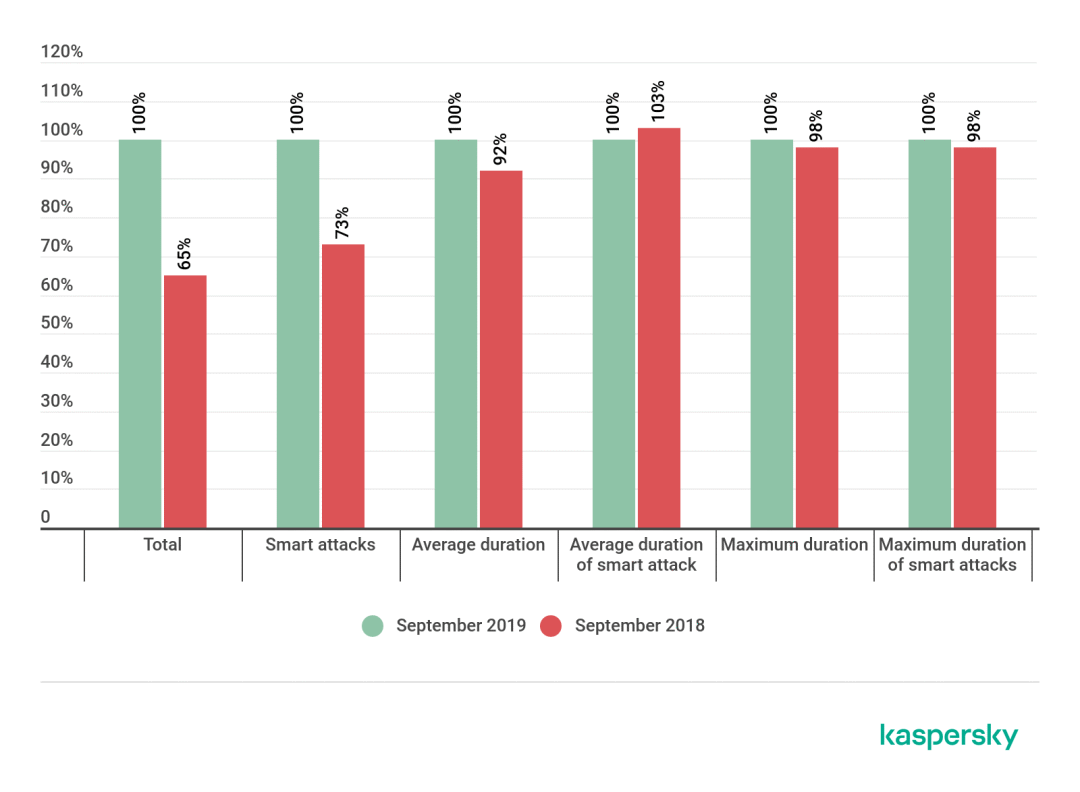 120%
110%
100%
90%
80%
70%
60%
50%
40%
30%
20%
10%
0
100%
65%
100%
73%
100%
92%
100%
103%
100%
98%
100%
98%
Total
Smart attacks
Average duration
Average duration
of smart attack
Maximum duration
Maximum duration
of smart attacks
September 2019
September 2018
kaspersky